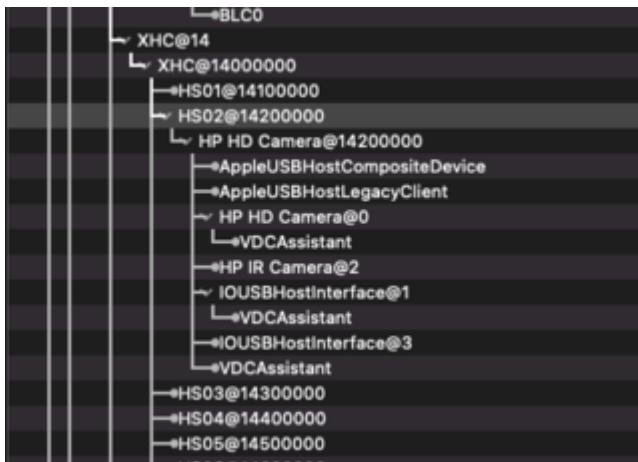 BLC0
XHC@14
XHC@14000000
HS01@14100000
HS02@14200000
HP HD Camera@14200000
AppleUSBHostCompositeDevice
AppleUSBHostLegacyClient
HP HD Camera@0
VDCAssistant
HP IR Camera@2
IOUSBHostInterface@1
VDCAssistant
IOUSBHostInterface@3
VDCAssistant
HS03@14300000
HS04@14400000
HS05@14500000